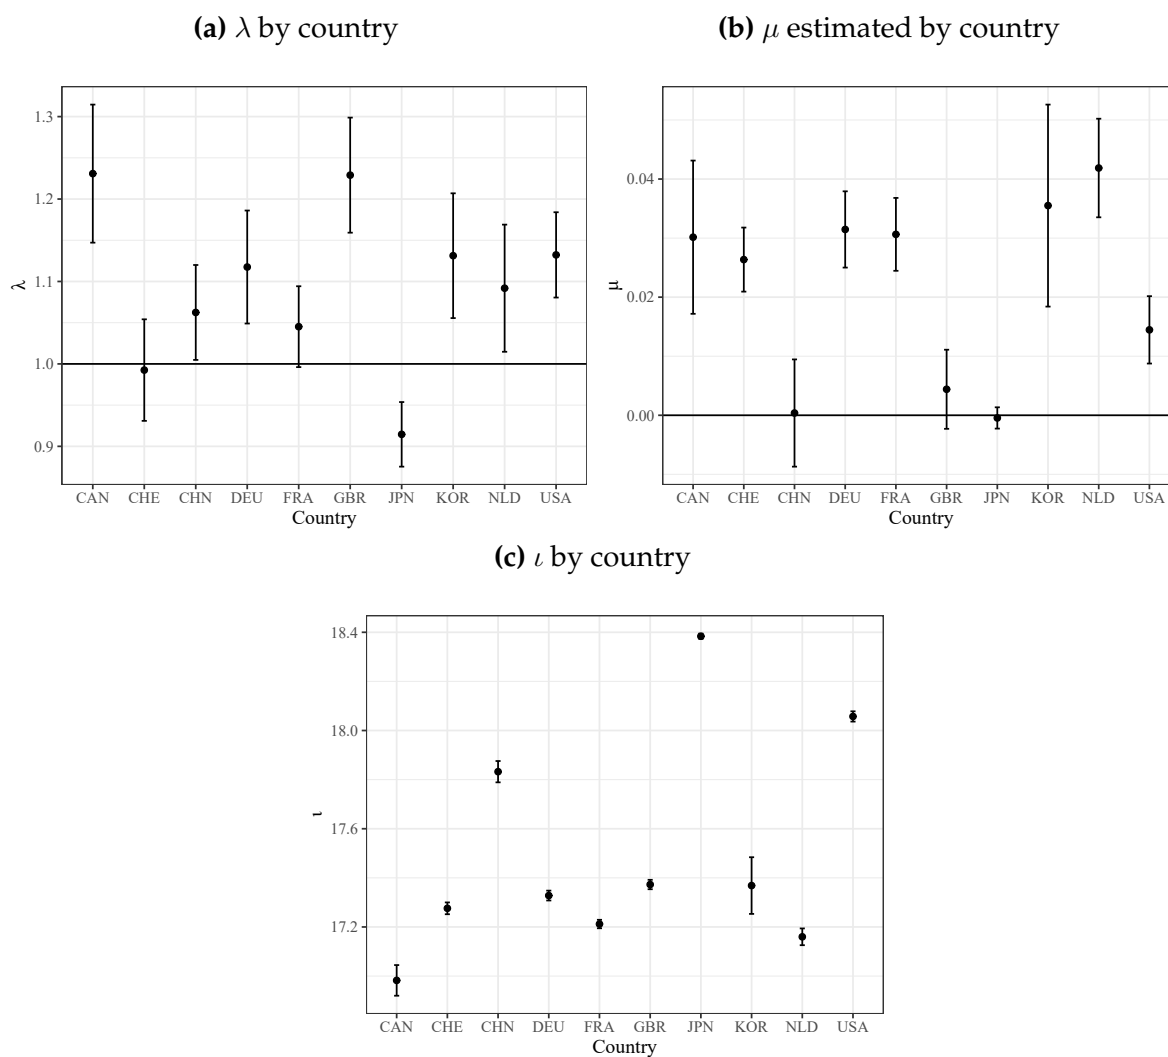 (a) λ by country
1.3
1.2
1.1
1.0
0.9
λ
CAN CHE CHN DEU FRA GBR JPN KOR NLD USA
Country
(b) μ estimated by country
0.04
0.02
0.00
μ
CAN CHE CHN DEU FRA GBR JPN KOR NLD USA
Country
(c) ι by country
18.4
18.0
17.6
17.2
ι
CAN CHE CHN DEU FRA GBR JPN KOR NLD USA
Country